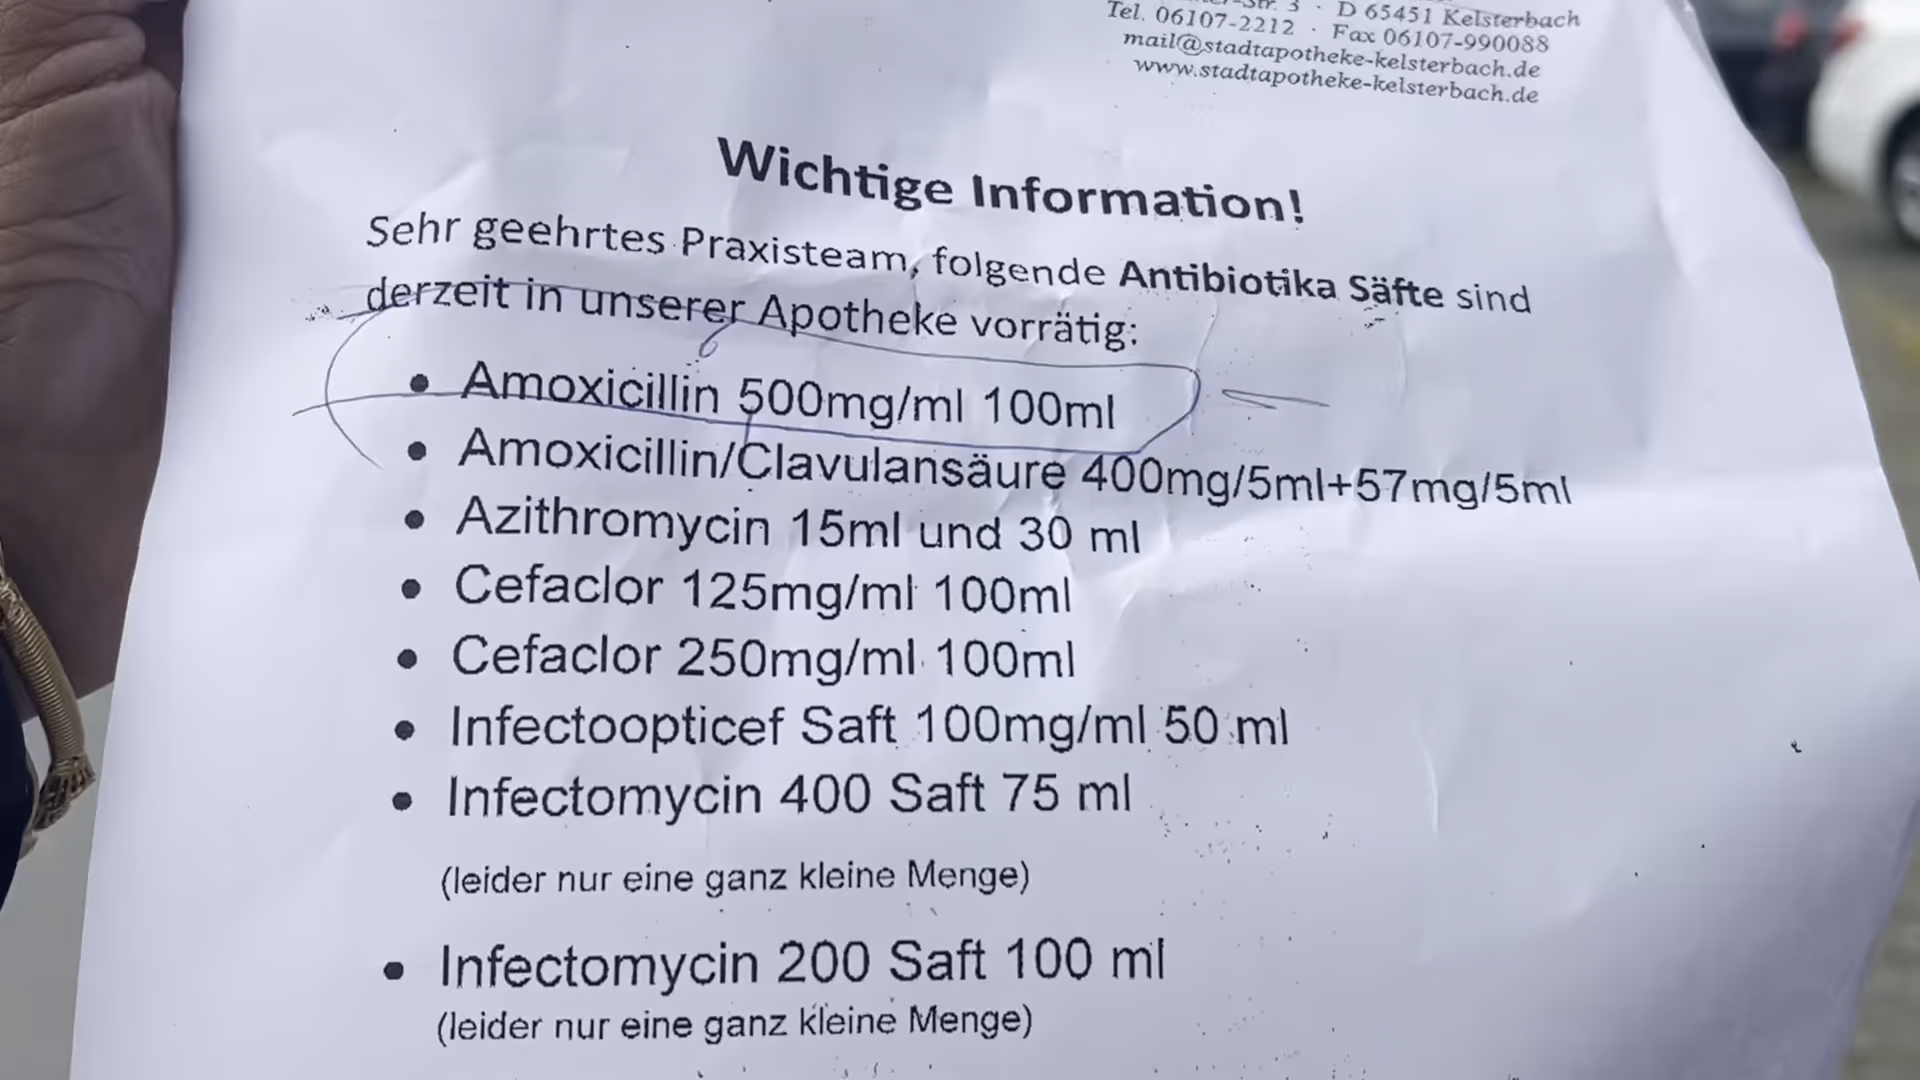 Str. 3 · D 65451 Kelsterbach
Tel. 06107-2212 · Fax 06107-990088
mail@stadtapotheke-kelsterbach.de
www.stadtapotheke-kelsterbach.de
Wichtige Information!
Sehr geehrtes Praxisteam, folgende Antibiotika Säfte sind
derzeit in unserer Apotheke vorrätig:
• Amoxicillin 500mg/ml 100ml
• Amoxicillin/Clavulansäure 400mg/5ml+57mg/5ml
• Azithromycin 15ml und 30 ml
• Cefaclor 125mg/ml 100ml
• Cefaclor 250mg/ml 100ml
• Infectoopticef Saft 100mg/ml 50 ml
• Infectomycin 400 Saft 75 ml
(leider nur eine ganz kleine Menge)
• Infectomycin 200 Saft 100 ml
(leider nur eine ganz kleine Menge)